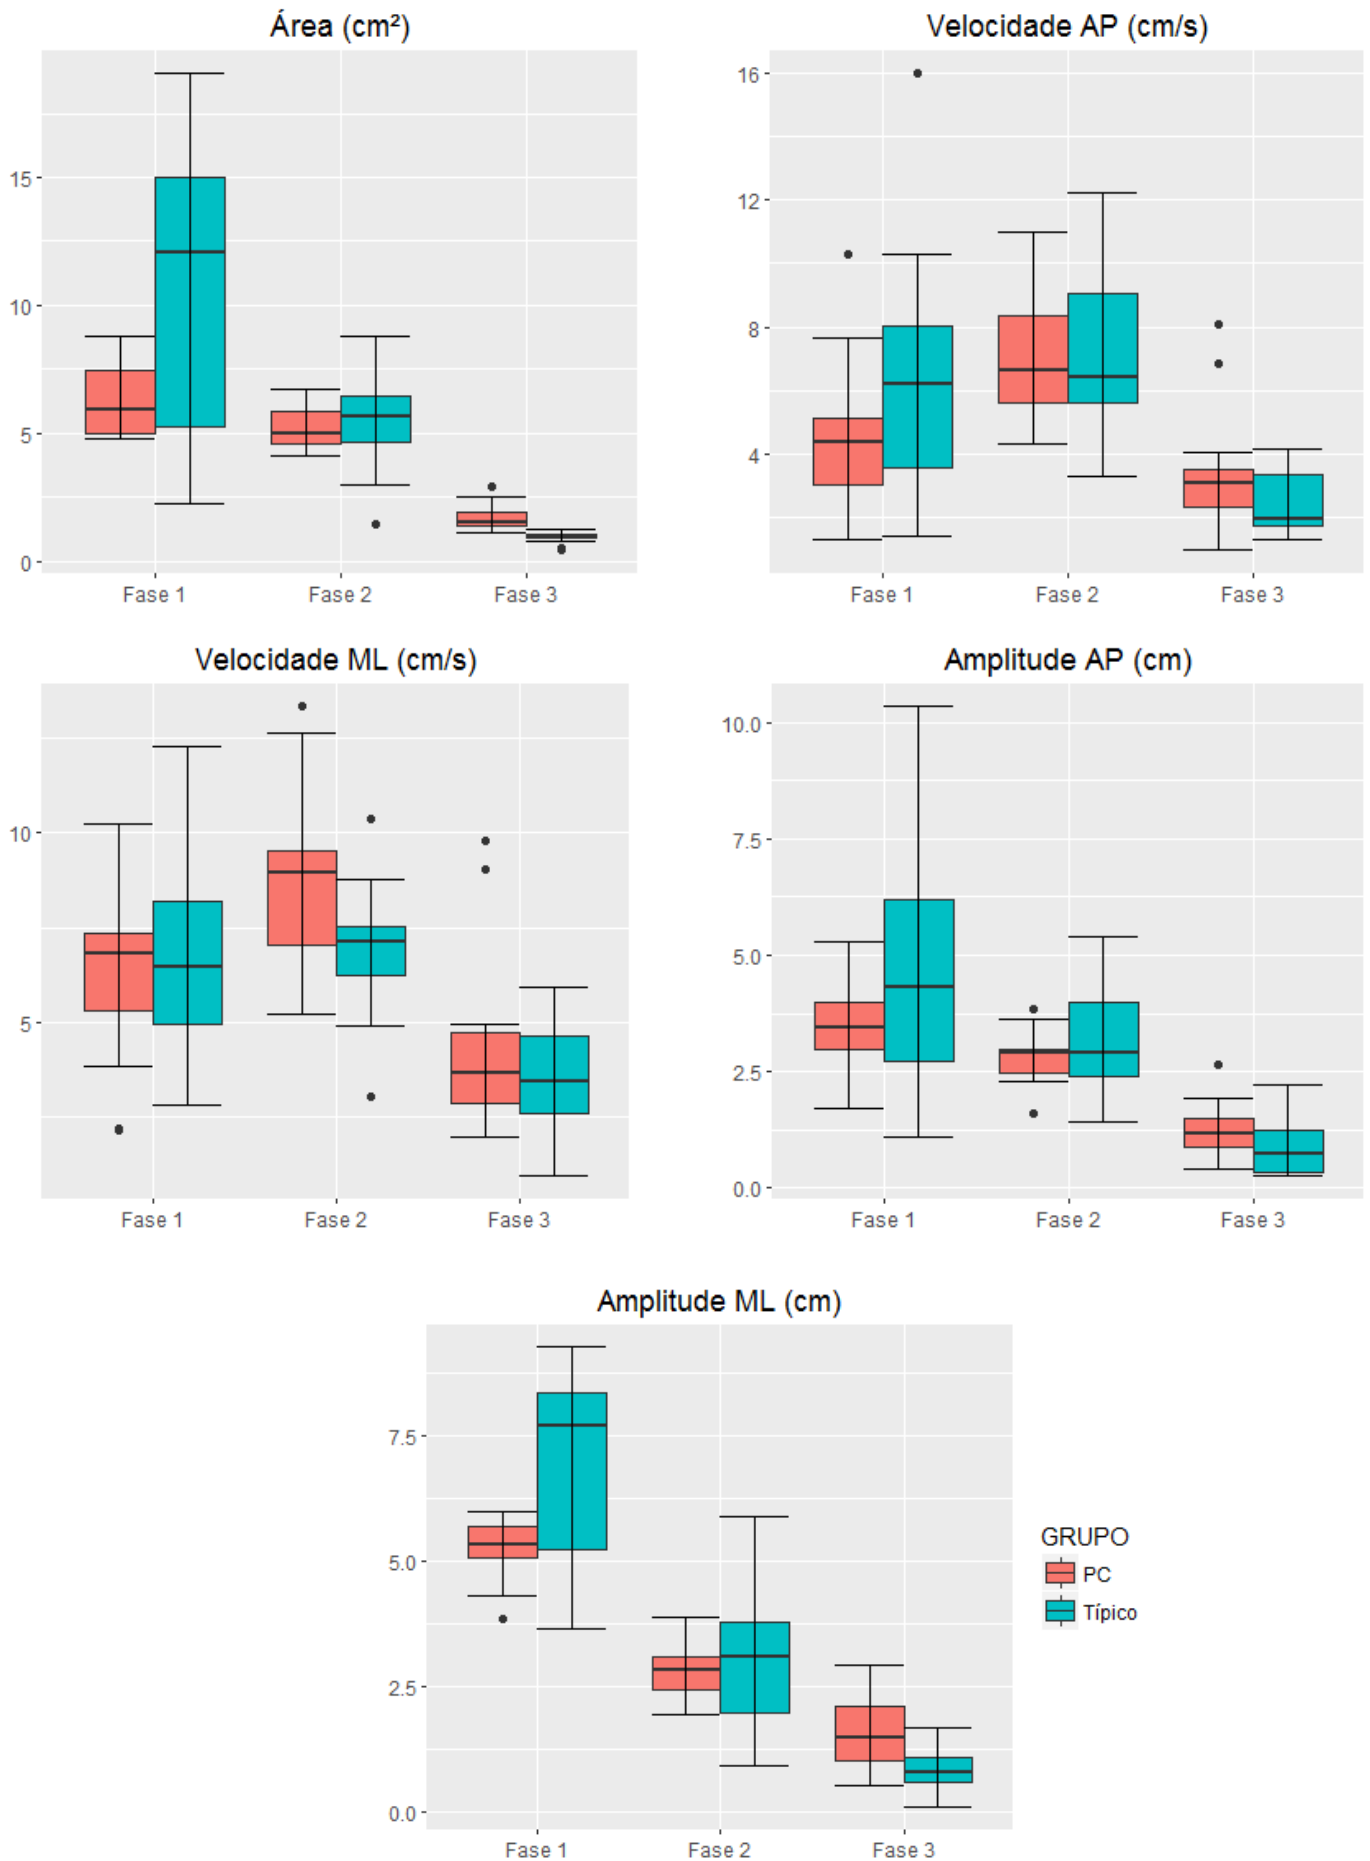 Área (cm²)
15
10
5
0
Fase 1 Fase 2 Fase 3
Velocidade AP (cm/s)
16
12
8
4
Fase 1 Fase 2 Fase 3
Velocidade ML (cm/s)
10
5
Fase 1 Fase 2 Fase 3
Amplitude AP (cm)
10.0
7.5
5.0
2.5
0.0
Fase 1 Fase 2 Fase 3
Amplitude ML (cm)
7.5
5.0
2.5
0.0
Fase 1 Fase 2 Fase 3
GRUPO
PC
Típico